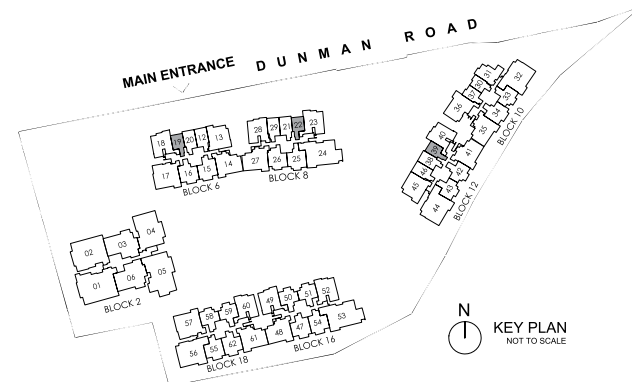 DUNMAN ROAD
MAIN ENTRANCE
18 19 20 12 13
17 16 15 14
BLOCK 6
28 29 21 22 23
27 26 25 24
BLOCK 8
31 32
30
37 33
36 34
35
BLOCK 10
40
39 41
38
46 42
45 43
44
BLOCK 12
04
02 03
01 06 05
BLOCK 2
57 58 59 60
56 55 62 61
BLOCK 18
49 50 51 52
48 47 54 53
BLOCK 16
N
KEY PLAN
NOT TO SCALE